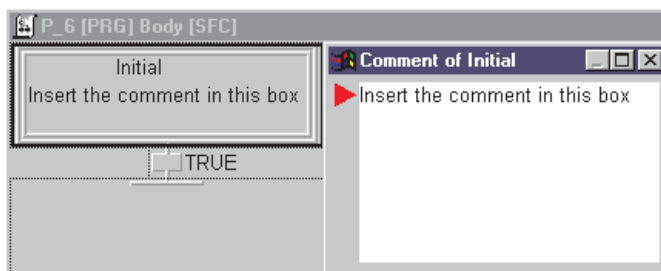 P_6 [PRG] Body [SFC]
Initial
Insert the comment in this box
TRUE
Comment of Initial
Insert the comment in this box